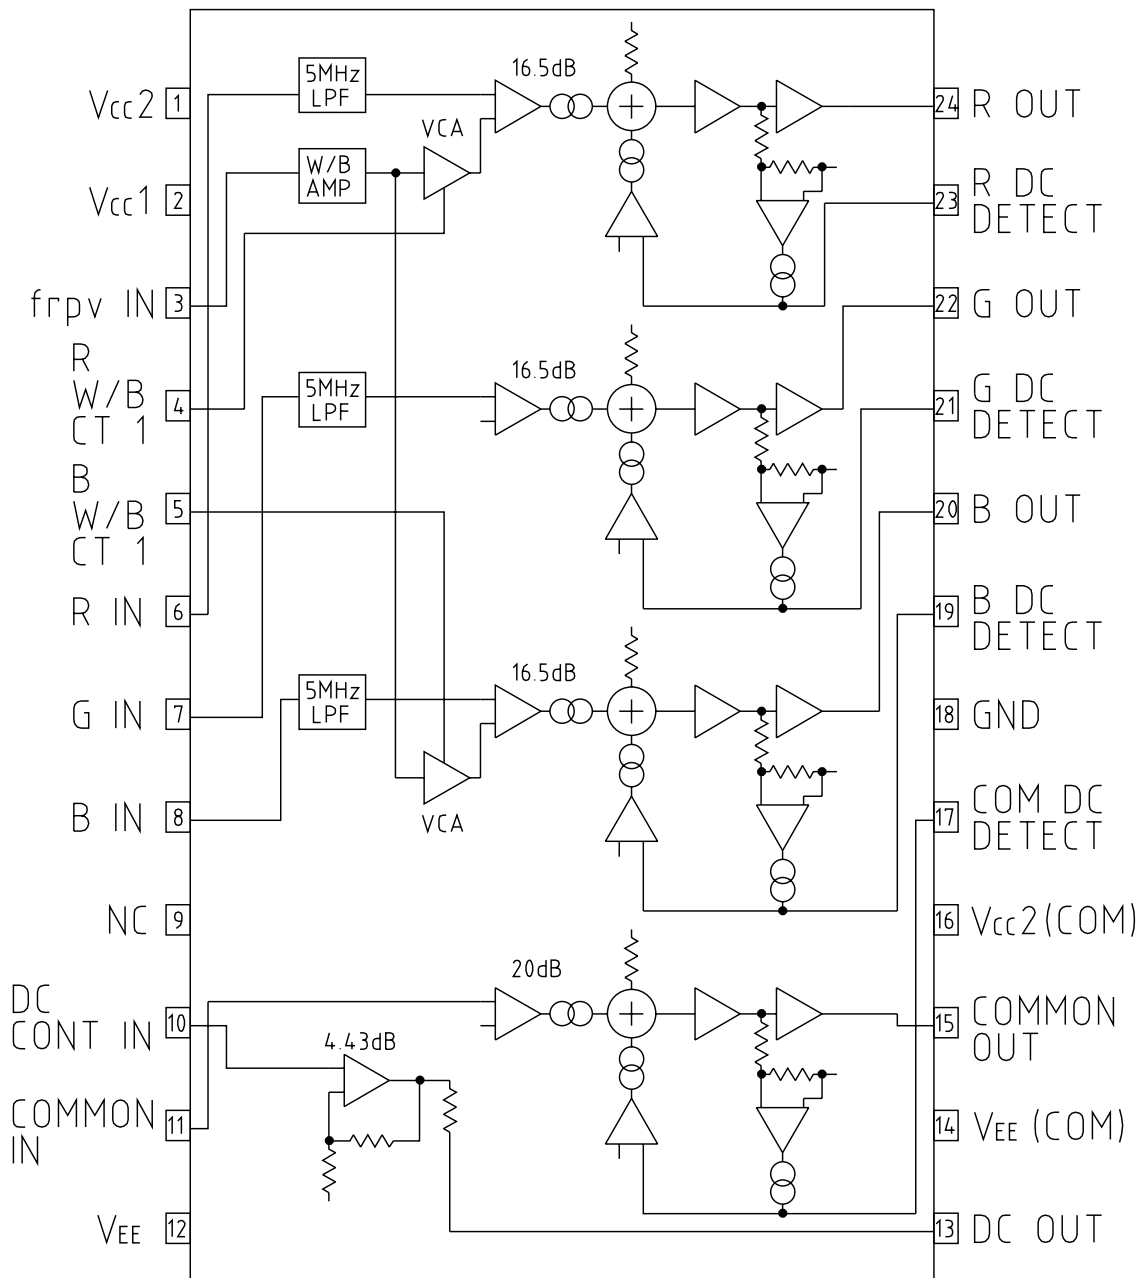 16.5dB
5MHz
LPF
Vcc2 1
24 R OUT
VCA
W/B
AMP
Vcc1 2
23 R DC
DETECT
frpv IN 3
22 G OUT
R
W/B
CT 1
4
16.5dB
5MHz
LPF
21 G DC
DETECT
B
W/B
CT 1
5
20 B OUT
R IN 6
19 B DC
DETECT
16.5dB
5MHz
LPF
G IN 7
18 GND
VCA
B IN 8
17 COM DC
DETECT
NC 9
16 Vcc2(COM)
20dB
DC
CONT IN
10
15 COMMON
OUT
4.43dB
COMMON
IN
11
14 VEE (COM)
VEE 12
13 DC OUT